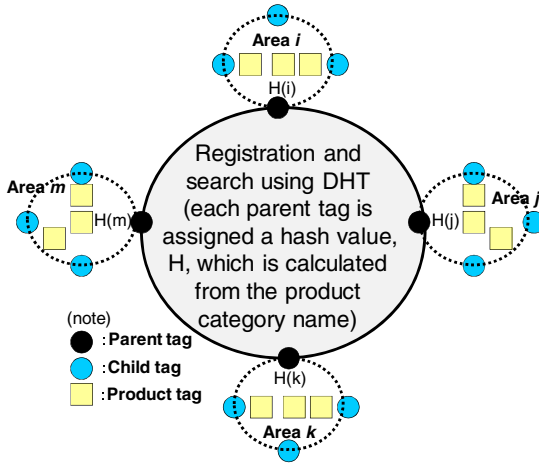 Area i
H(i)
Registration and
search using DHT
(each parent tag is
assigned a hash value,
H, which is calculated
from the product
category name)
Area m
H(m)
Area j
H(j)
(note)
: Parent tag
: Child tag
: Product tag
H(k)
Area k